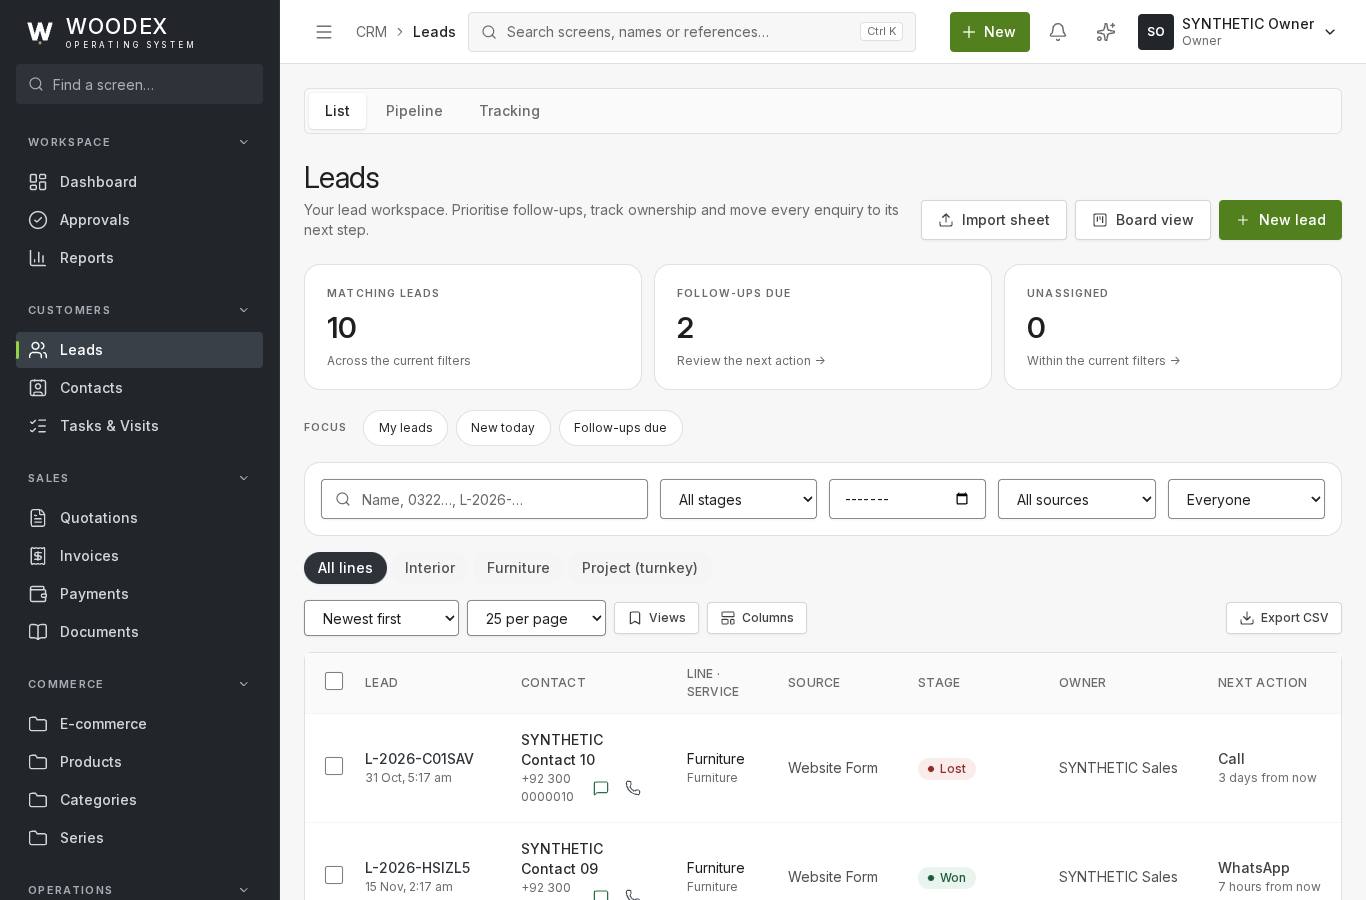 WOODEX
OPERATING SYSTEM
Find a screen...
WORKSPACE
Dashboard
Approvals
Reports
CUSTOMERS
Leads
Contacts
Tasks & Visits
SALES
Quotations
Invoices
Payments
Documents
COMMERCE
E-commerce
Products
Categories
Series
OPERATIONS
CRM > Leads
Search screens, names or references...
Ctrl K
+ New
SO
SYNTHETIC Owner
Owner
List
Pipeline
Tracking
Leads
Your lead workspace. Prioritise follow-ups, track ownership and move every enquiry to its
next step.
Import sheet
Board view
+ New lead
MATCHING LEADS
10
Across the current filters
FOLLOW-UPS DUE
2
Review the next action →
UNASSIGNED
0
Within the current filters →
FOCUS
My leads
New today
Follow-ups due
Name, 0322..., L-2026-...
All stages
-------
All sources
Everyone
All lines
Interior
Furniture
Project (turnkey)
Newest first
25 per page
Views
Columns
Export CSV
LEAD
CONTACT
LINE ·
SERVICE
SOURCE
STAGE
OWNER
NEXT ACTION
L-2026-C01SAV
31 Oct, 5:17 am
SYNTHETIC
Contact 10
+92 300
0000010
Furniture
Furniture
Website Form
Lost
SYNTHETIC Sales
Call
3 days from now
L-2026-HSIZL5
15 Nov, 2:17 am
SYNTHETIC
Contact 09
+92 300
Furniture
Furniture
Website Form
Won
SYNTHETIC Sales
WhatsApp
7 hours from now